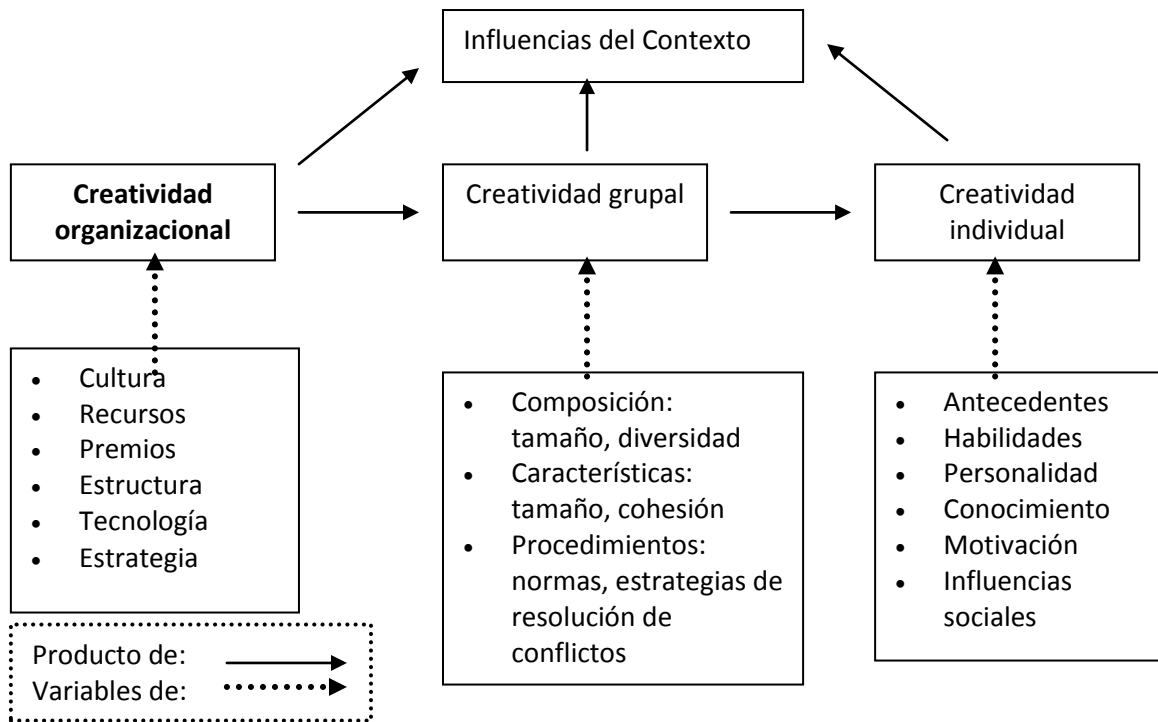 Influencias del Contexto
Creatividad
organizacional
Creatividad grupal
Creatividad
individual
• Cultura
• Recursos
• Premios
• Estructura
• Tecnología
• Estrategia
• Composición:
tamaño, diversidad
• Características:
tamaño, cohesión
• Procedimientos:
normas, estrategias de
resolución de
conflictos
• Antecedentes
• Habilidades
• Personalidad
• Conocimiento
• Motivación
• Influencias
sociales
Producto de:
Variables de: